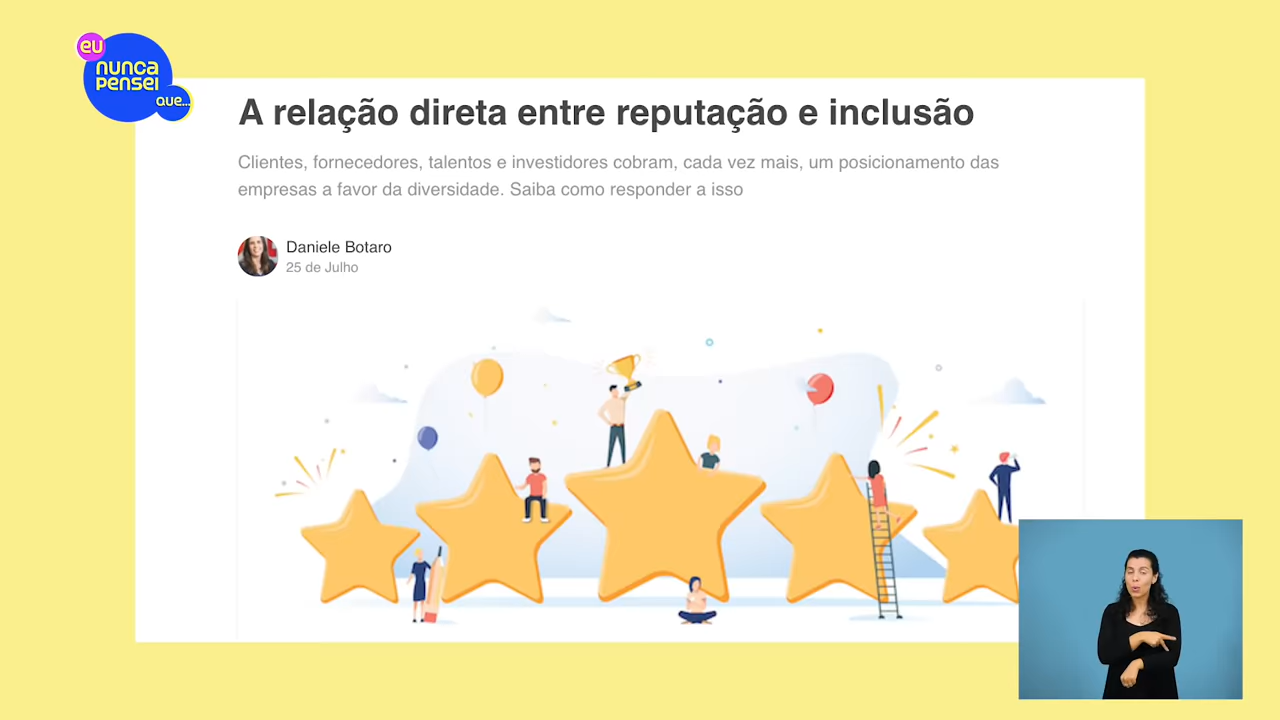 eu
nunca
pensei
que...
A relação direta entre reputação e inclusão
Clientes, fornecedores, talentos e investidores cobram, cada vez mais, um posicionamento das
empresas a favor da diversidade. Saiba como responder a isso
Daniele Botaro
25 de Julho